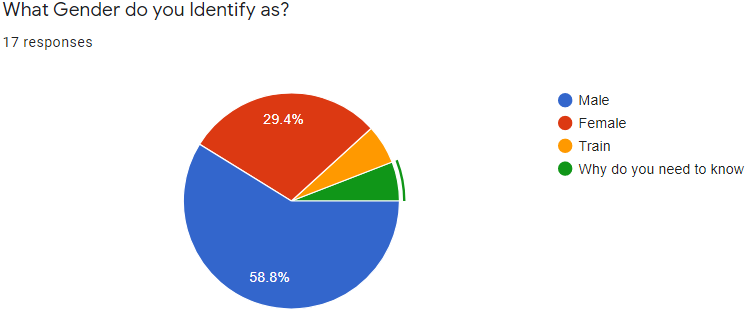 What Gender do you Identify as?
17 responses
29.4%
58.8%
Male
Female
Train
Why do you need to know